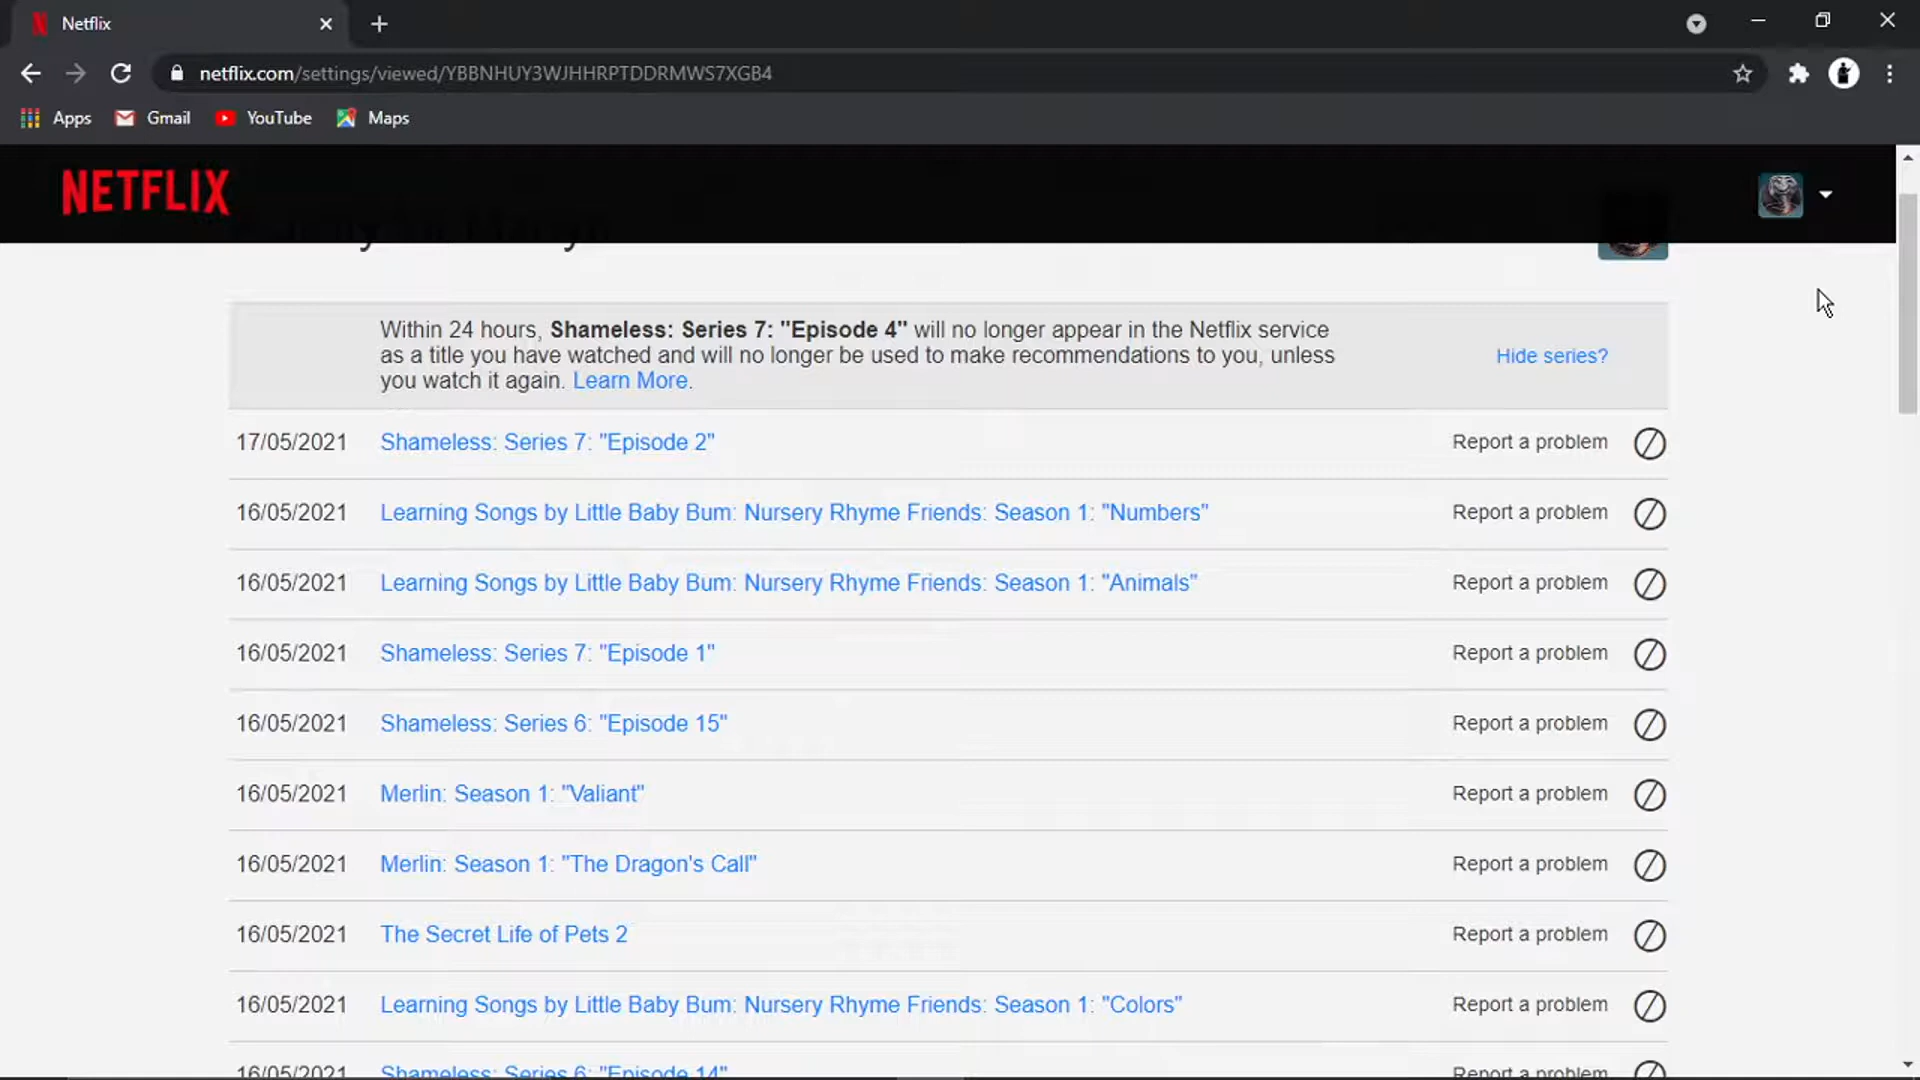 Netflix
netflix.com/settings/viewed/YBBNHUY3WJHHRPTDDRMWS7XGB4
Apps Gmail YouTube Maps
NETFLIX
Within 24 hours, Shameless: Series 7: "Episode 4" will no longer appear in the Netflix service
as a title you have watched and will no longer be used to make recommendations to you, unless
you watch it again. Learn More.
Hide series?
17/05/2021 Shameless: Series 7: "Episode 2" Report a problem
16/05/2021 Learning Songs by Little Baby Bum: Nursery Rhyme Friends: Season 1: "Numbers" Report a problem
16/05/2021 Learning Songs by Little Baby Bum: Nursery Rhyme Friends: Season 1: "Animals" Report a problem
16/05/2021 Shameless: Series 7: "Episode 1" Report a problem
16/05/2021 Shameless: Series 6: "Episode 15" Report a problem
16/05/2021 Merlin: Season 1: "Valiant" Report a problem
16/05/2021 Merlin: Season 1: "The Dragon's Call" Report a problem
16/05/2021 The Secret Life of Pets 2 Report a problem
16/05/2021 Learning Songs by Little Baby Bum: Nursery Rhyme Friends: Season 1: "Colors" Report a problem
16/05/2021 Shameless: Series 6: "Episode 14" Report a problem